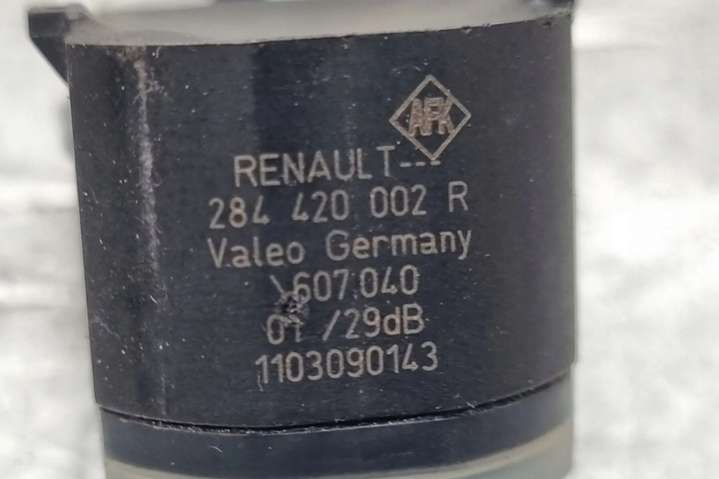 AFK
RENAULT---
284 420 002 R
Valeo Germany
>607.040
01 /29dB
1103090143